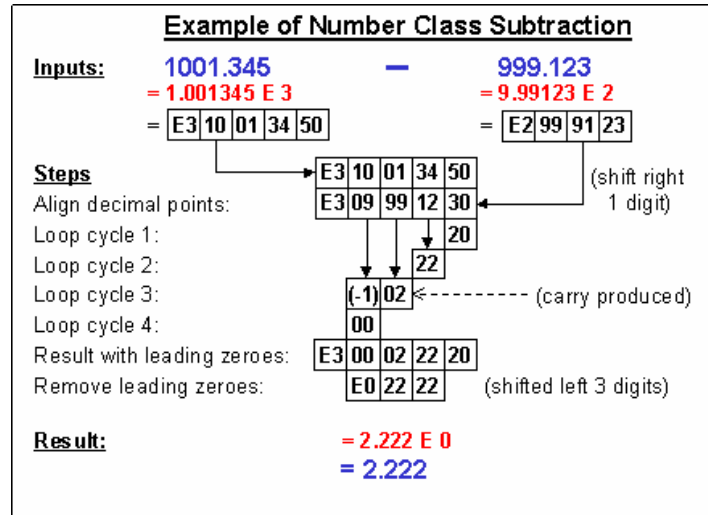 Example of Number Class Subtraction
Inputs: 1001.345 — 999.123
= 1.001345 E 3 = 9.99123 E 2
= E3 10 01 34 50 = E2 99 91 23
Steps E3 10 01 34 50 (shift right
Align decimal points: E3 09 99 12 30 1 digit)
Loop cycle 1: 20
Loop cycle 2: 22
Loop cycle 3: (-1) 02 (carry produced)
Loop cycle 4: 00
Result with leading zeroes: E3 00 02 22 20
Remove leading zeroes: E0 22 22 (shifted left 3 digits)
Result: = 2.222 E 0
= 2.222